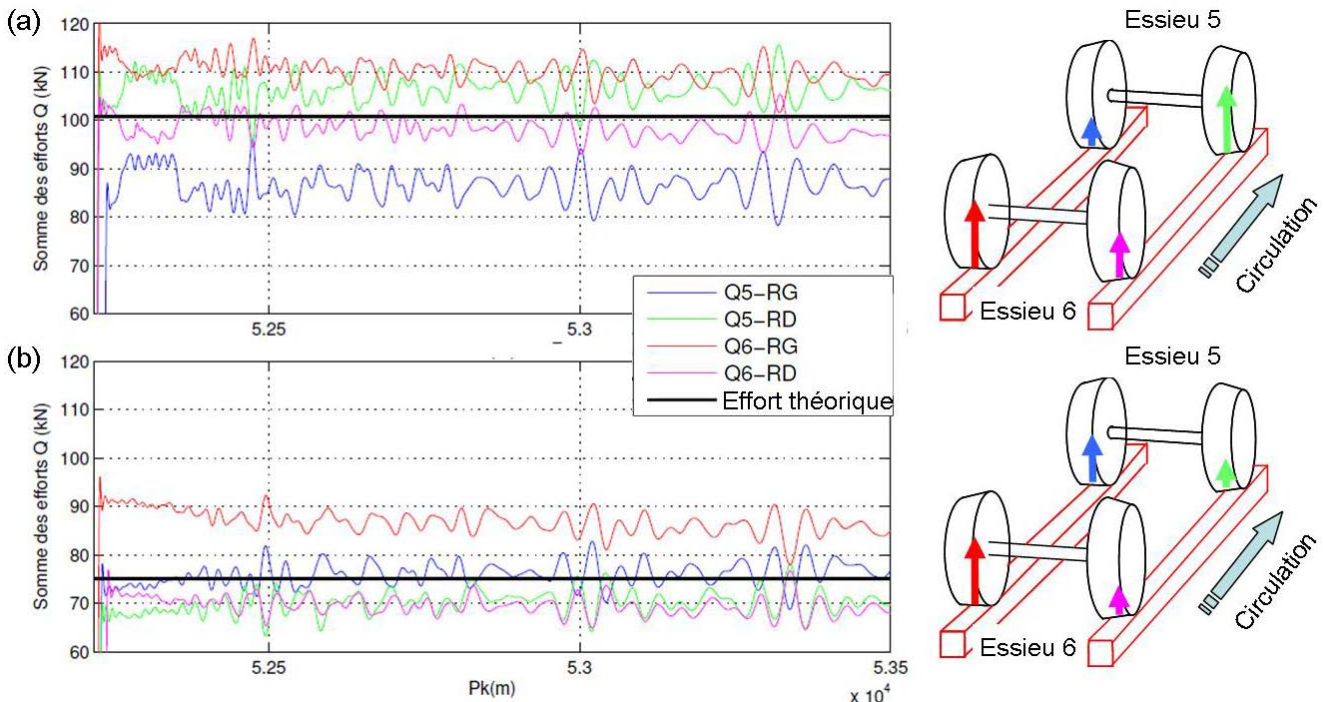 (a)
Somme des efforts Q (kN)
120
110
100
90
80
70
60
5.25
5.3
Essieu 5
Essieu 6
Circulation
Q5-RG
Q5-RD
Q6-RG
Q6-RD
Effort théorique
(b)
Somme des efforts Q (kN)
120
110
100
90
80
70
60
5.25
5.3
5.35
Pk(m)
x 10⁴
Essieu 5
Essieu 6
Circulation